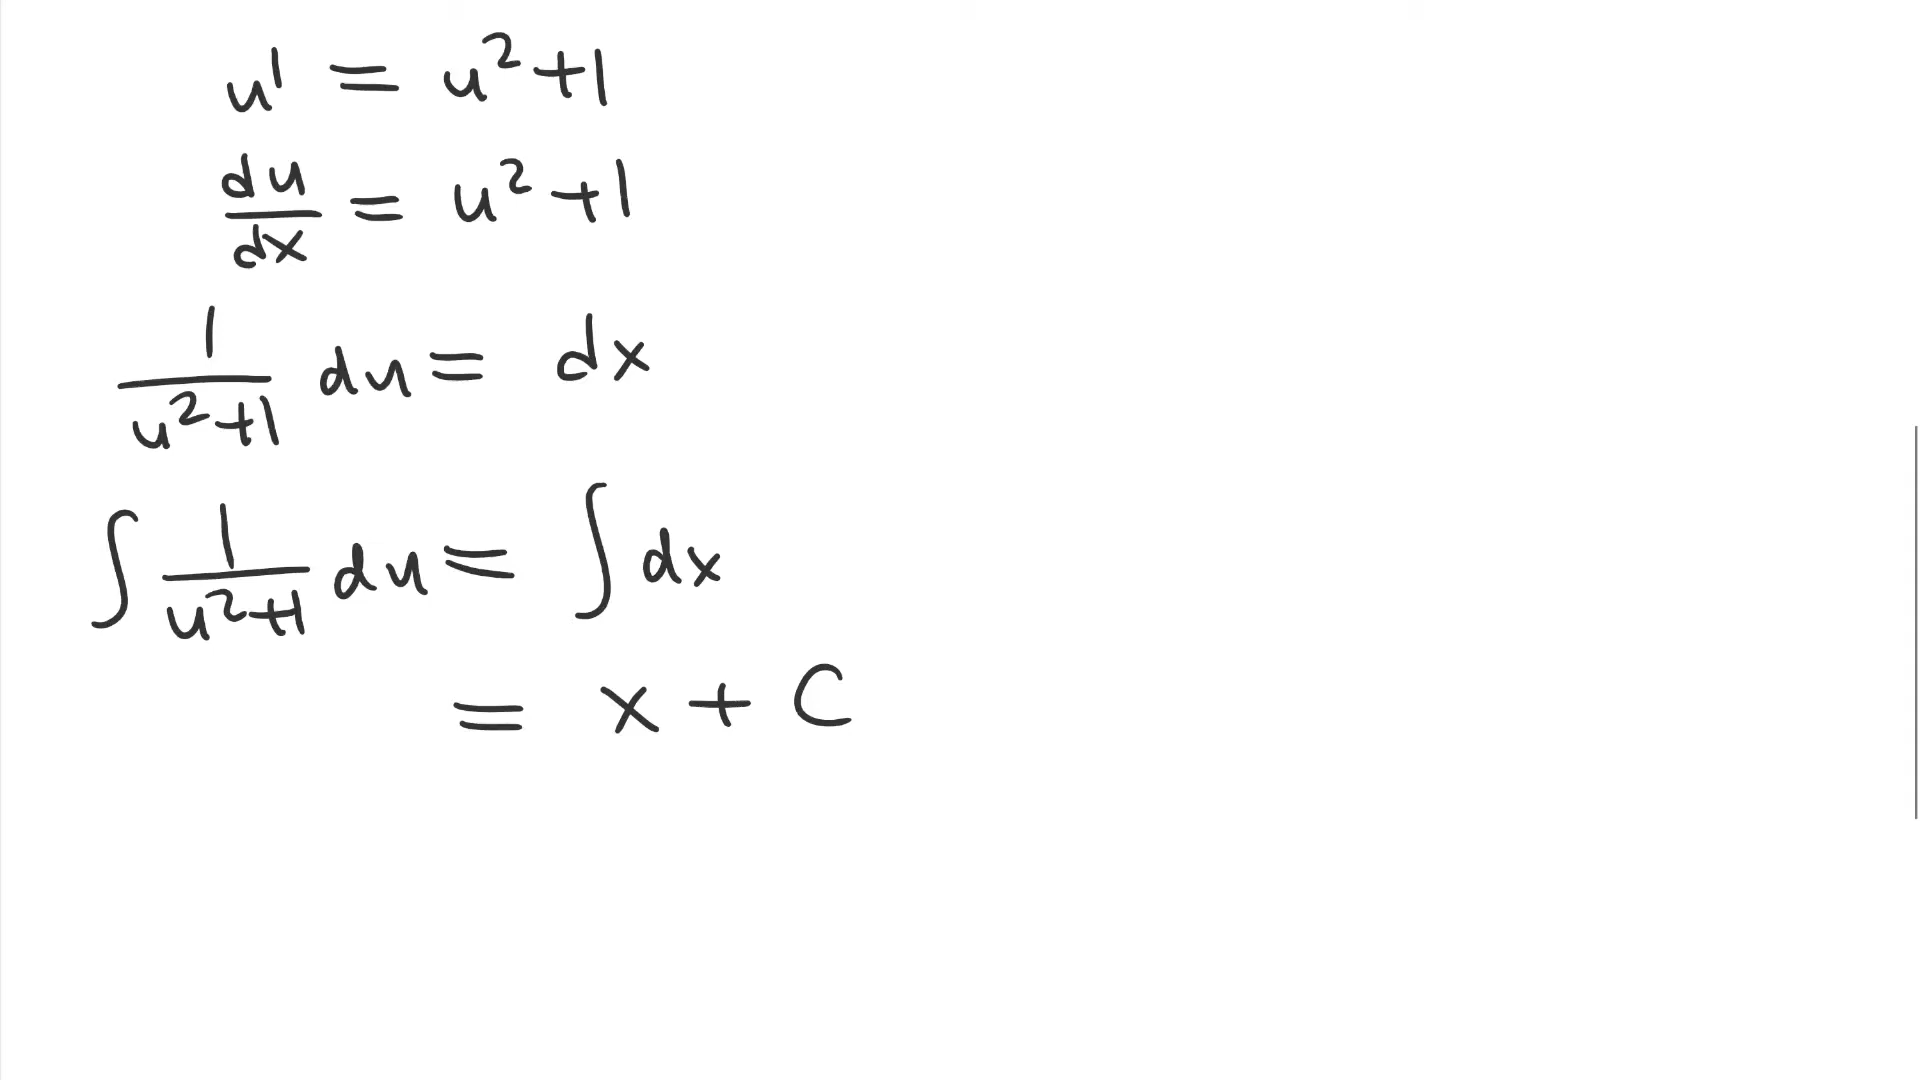 u' = u² + 1
du/dx = u² + 1
1/(u²+1) du = dx
∫ 1/(u²+1) du = ∫ dx
= x + C